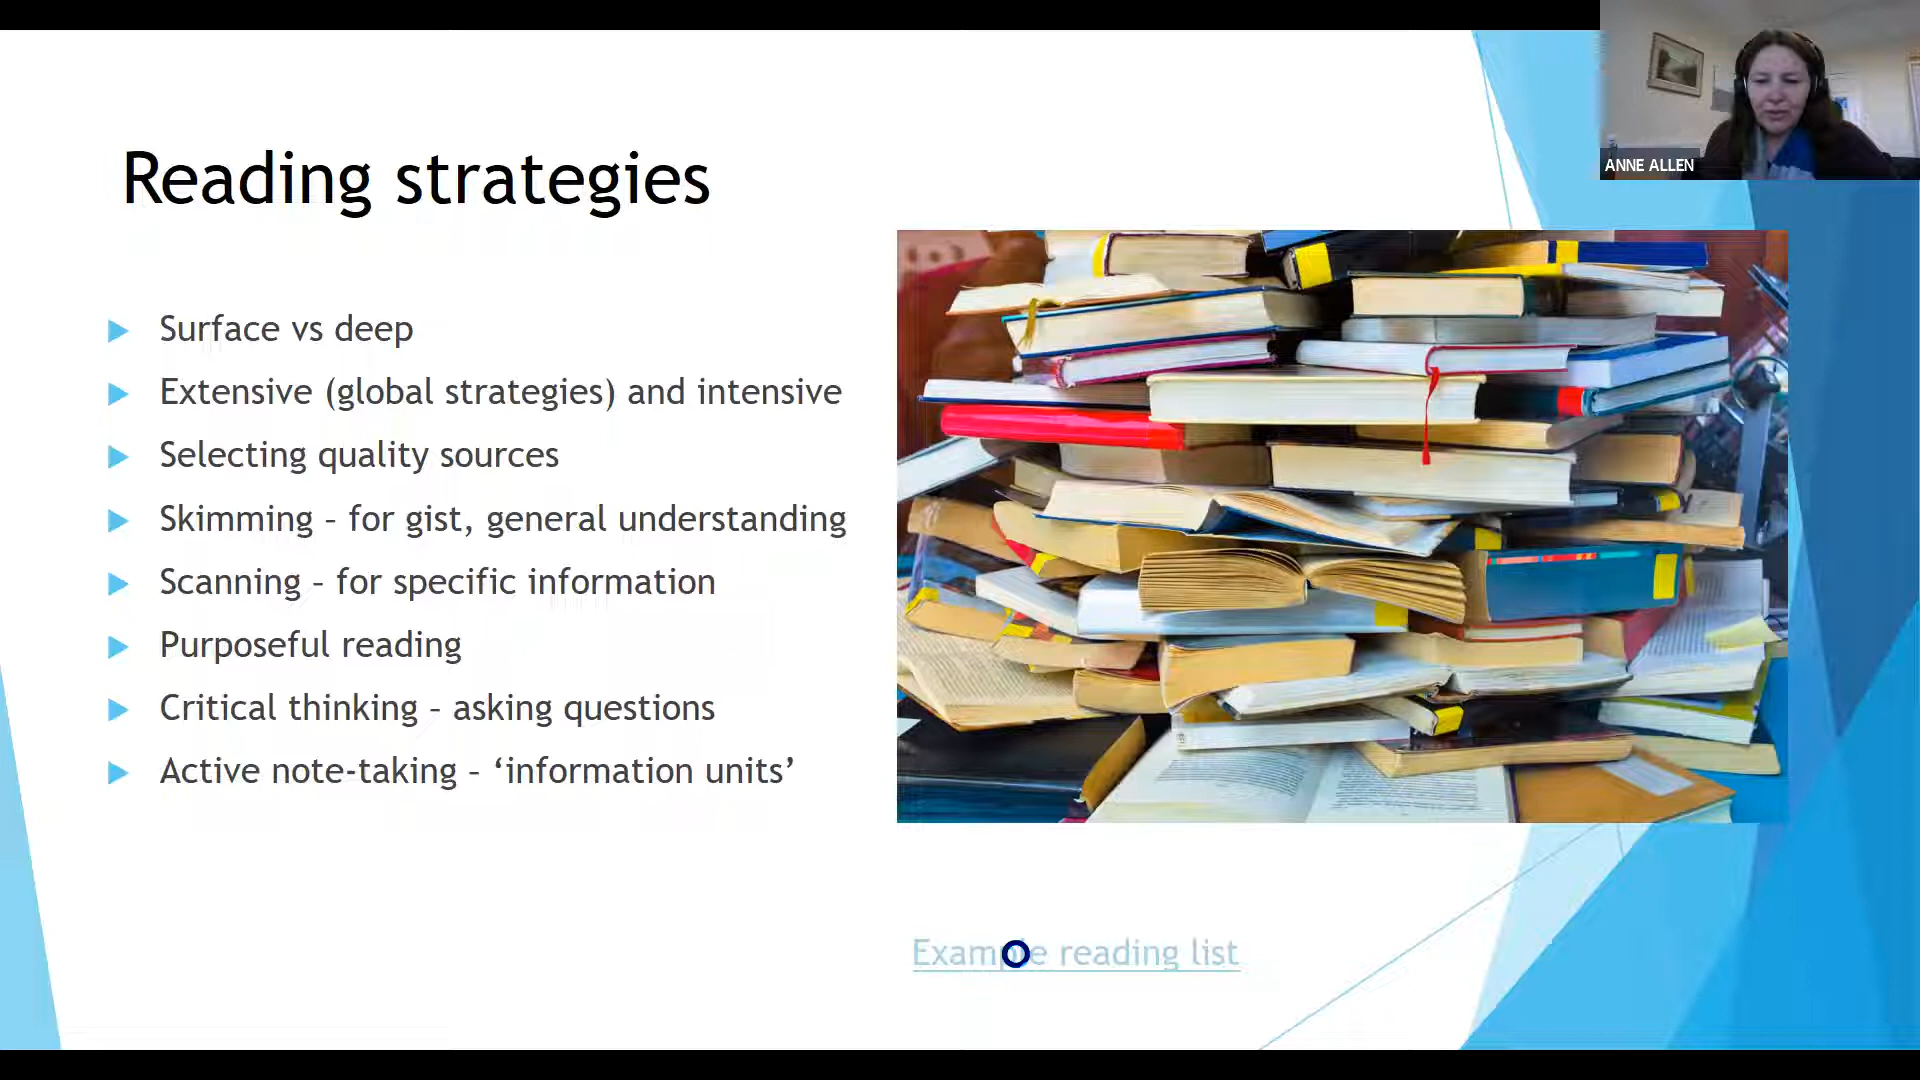 ANNE ALLEN
Reading strategies
Surface vs deep
Extensive (global strategies) and intensive
Selecting quality sources
Skimming – for gist, general understanding
Scanning – for specific information
Purposeful reading
Critical thinking – asking questions
Active note-taking – ‘information units’
Example reading list